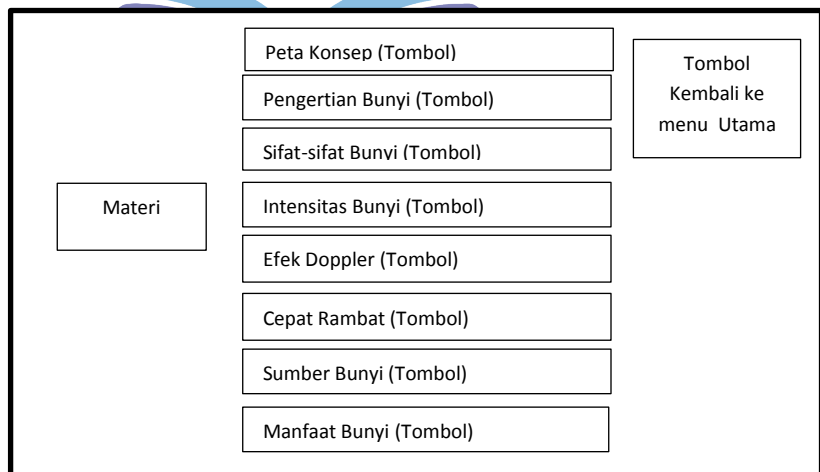 Peta Konsep (Tombol)
Tombol
Kembali ke
menu Utama
Pengertian Bunyi (Tombol)
Sifat-sifat Bunyi (Tombol)
Materi
Intensitas Bunyi (Tombol)
Efek Doppler (Tombol)
Cepat Rambat (Tombol)
Sumber Bunyi (Tombol)
Manfaat Bunyi (Tombol)